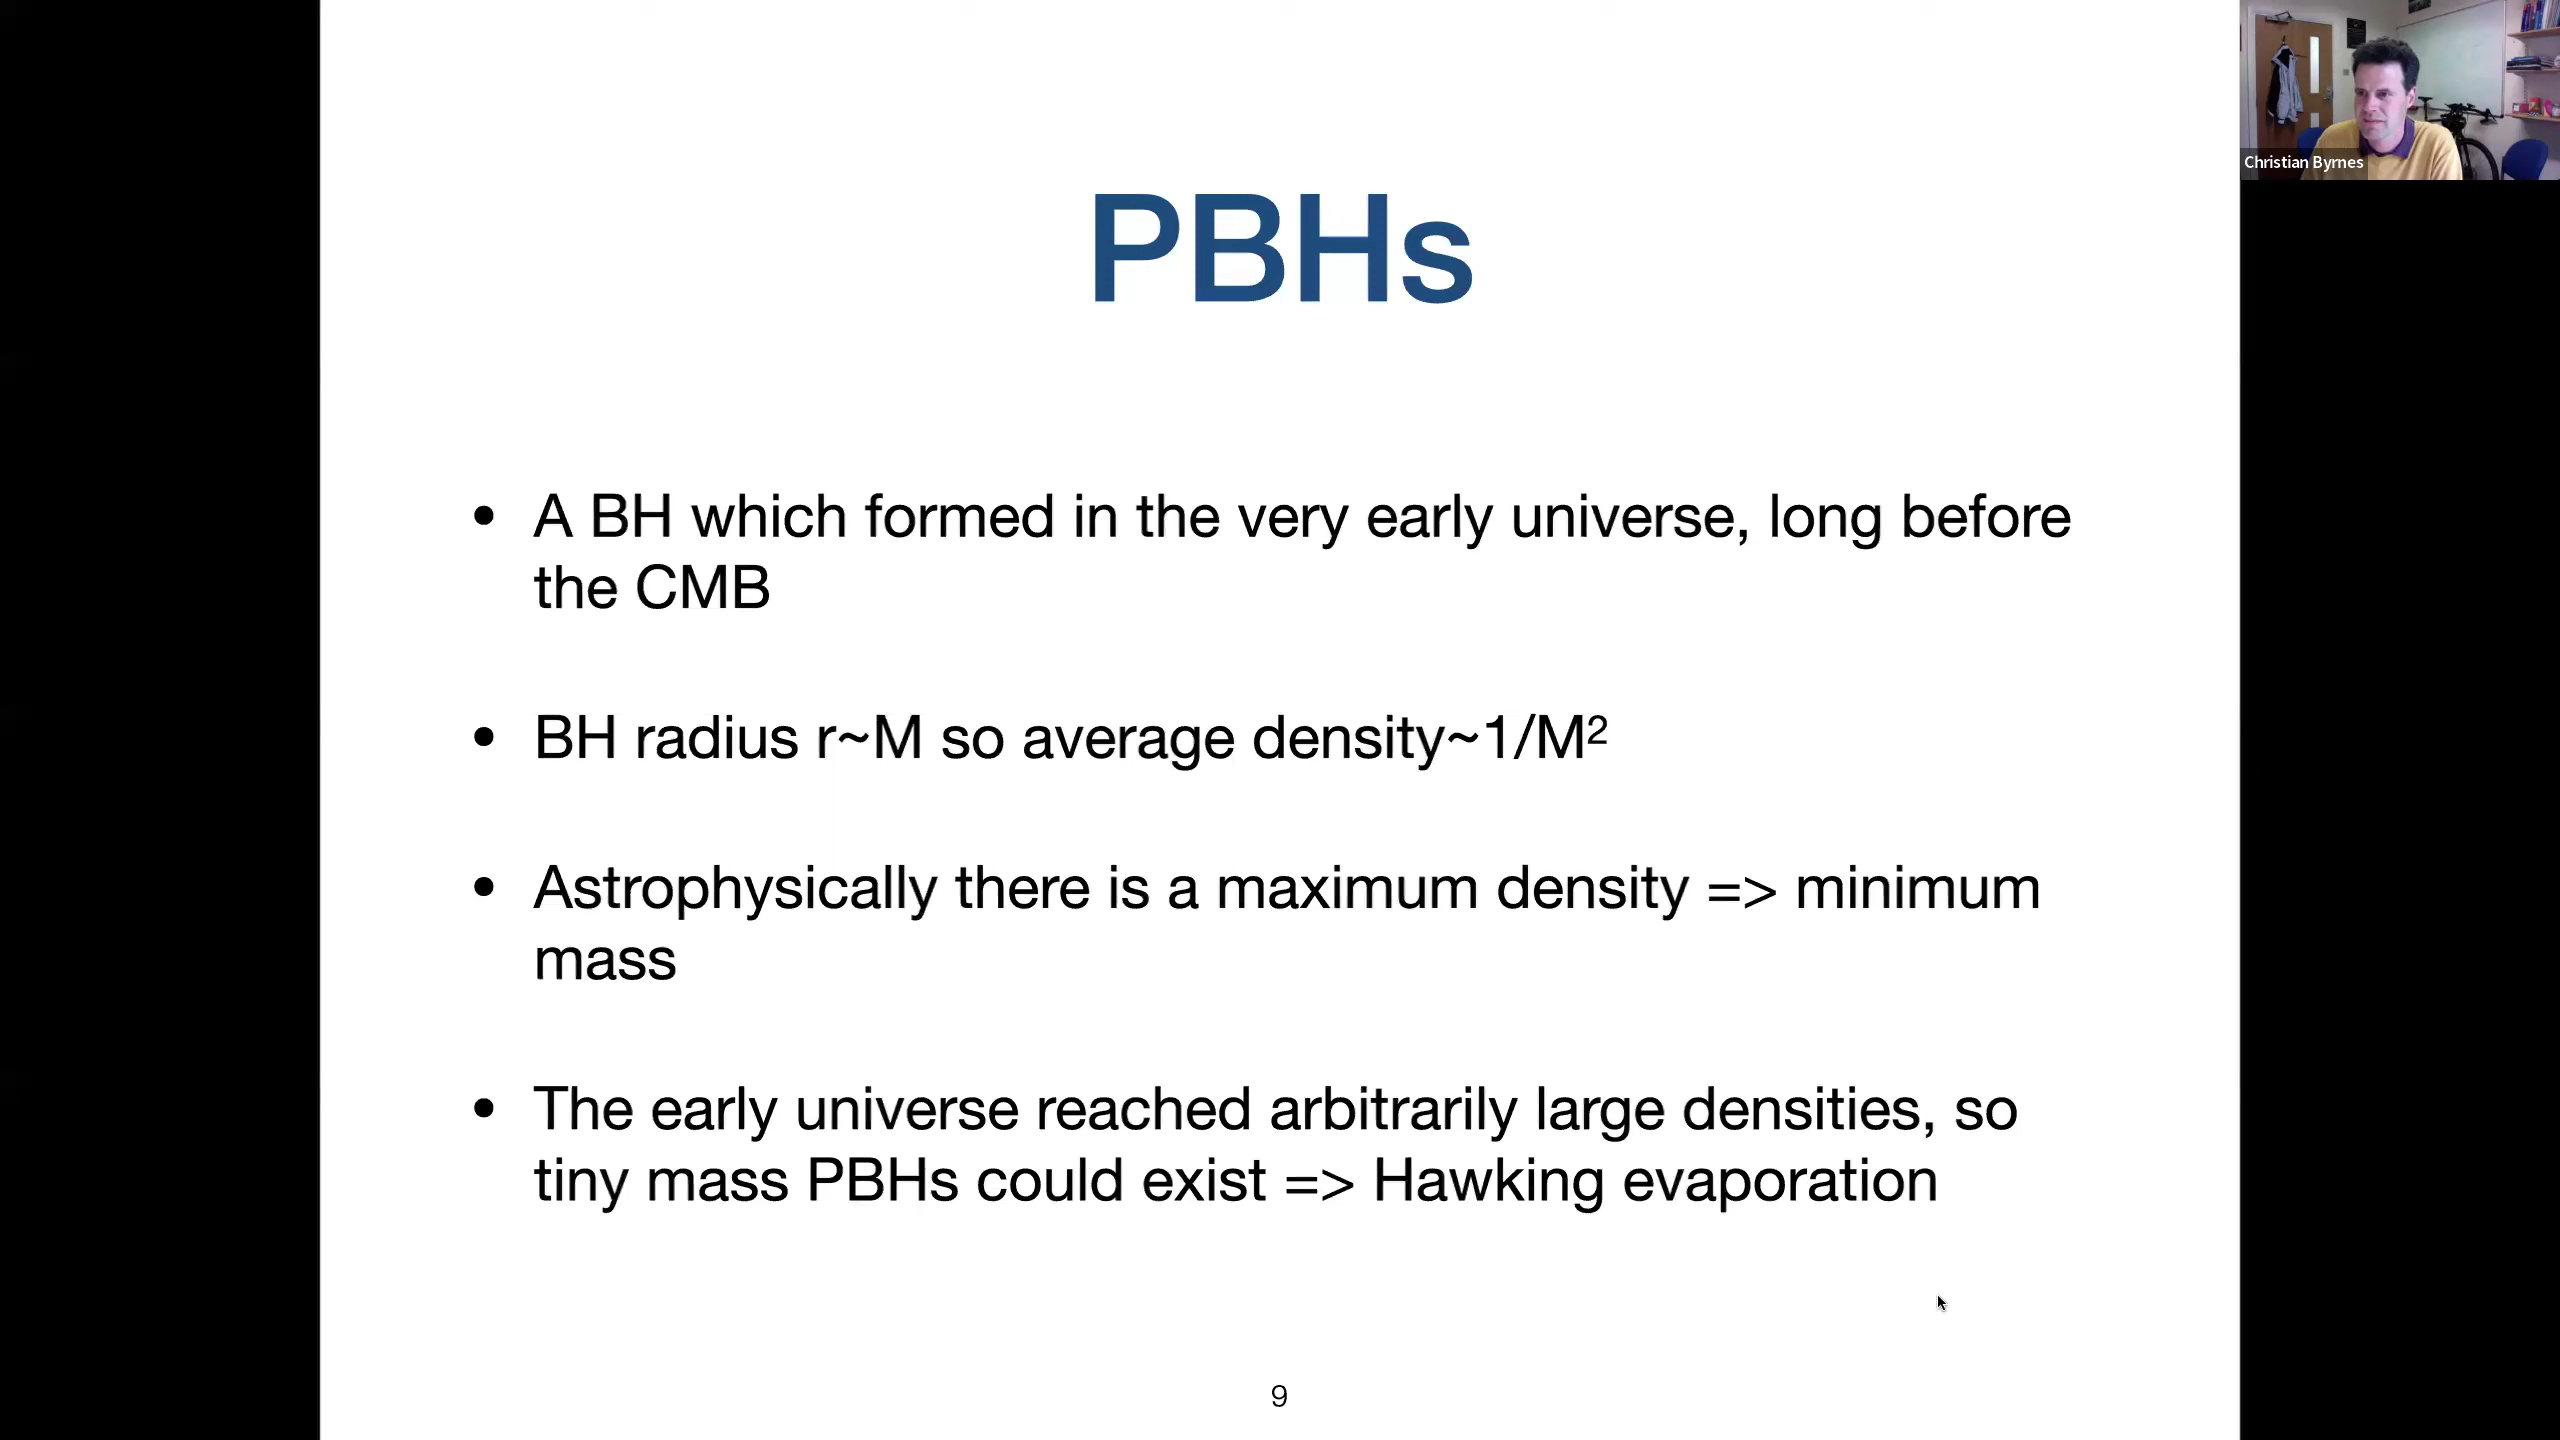 PBHs
• A BH which formed in the very early universe, long before
the CMB
• BH radius r~M so average density~1/M²
• Astrophysically there is a maximum density => minimum
mass
• The early universe reached arbitrarily large densities, so
tiny mass PBHs could exist => Hawking evaporation
9
Christian Byrnes